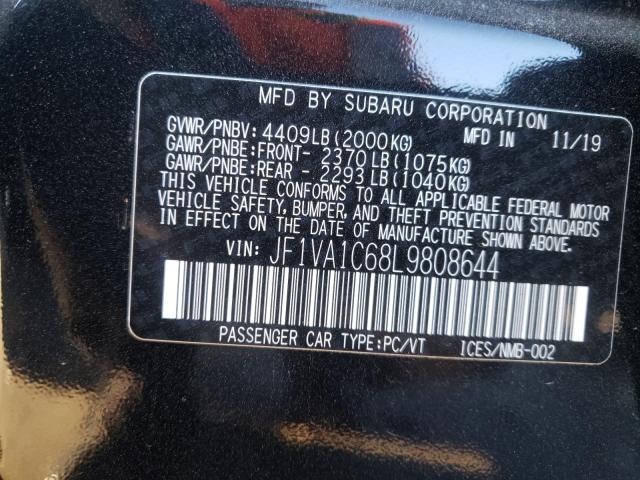 MFD BY SUBARU CORPORATION
GVWR/PNBV: 4409LB(2000KG) MFD IN 11/19
GAWR/PNBE:FRONT- 2370LB(1075KG)
GAWR/PNBE:REAR - 2293LB(1040KG)
THIS VEHICLE CONFORMS TO ALL APPLICABLE FEDERAL MOTOR
VEHICLE SAFETY, BUMPER, AND THEFT PREVENTION STANDARDS
IN EFFECT ON THE DATE OF MANUFACTURE SHOWN ABOVE.
VIN: JF1VA1C68L9808644
PASSENGER CAR TYPE:PC/VT ICES/NMB-002